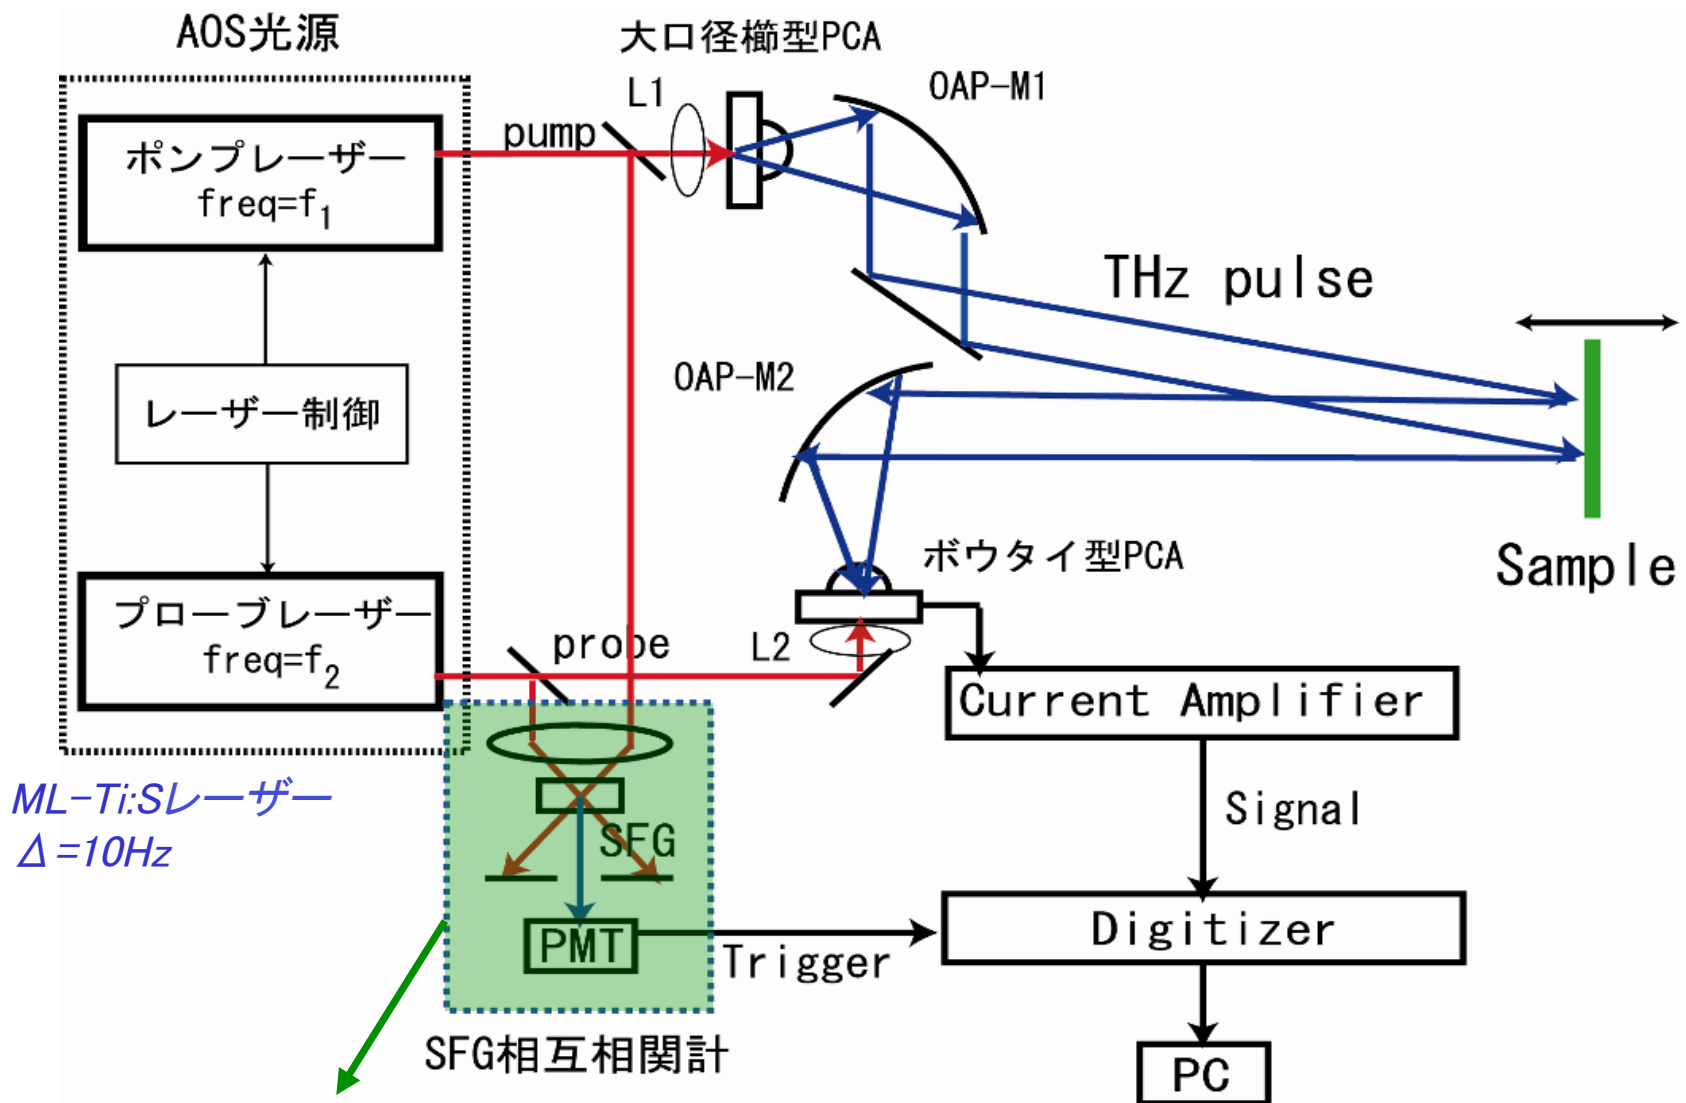 AOS光源
大口径櫛型PCA
L1
OAP-M1
pump
ポンプレーザー
freq=f₁
THz pulse
OAP-M2
レーザー制御
ボウタイ型PCA
Sample
プローブレーザー
freq=f₂
probe
L2
Current Amplifier
ML-Ti:Sレーザー
Δ=10Hz
Signal
SFG
PMT
Trigger
Digitizer
SFG相互相関計
PC